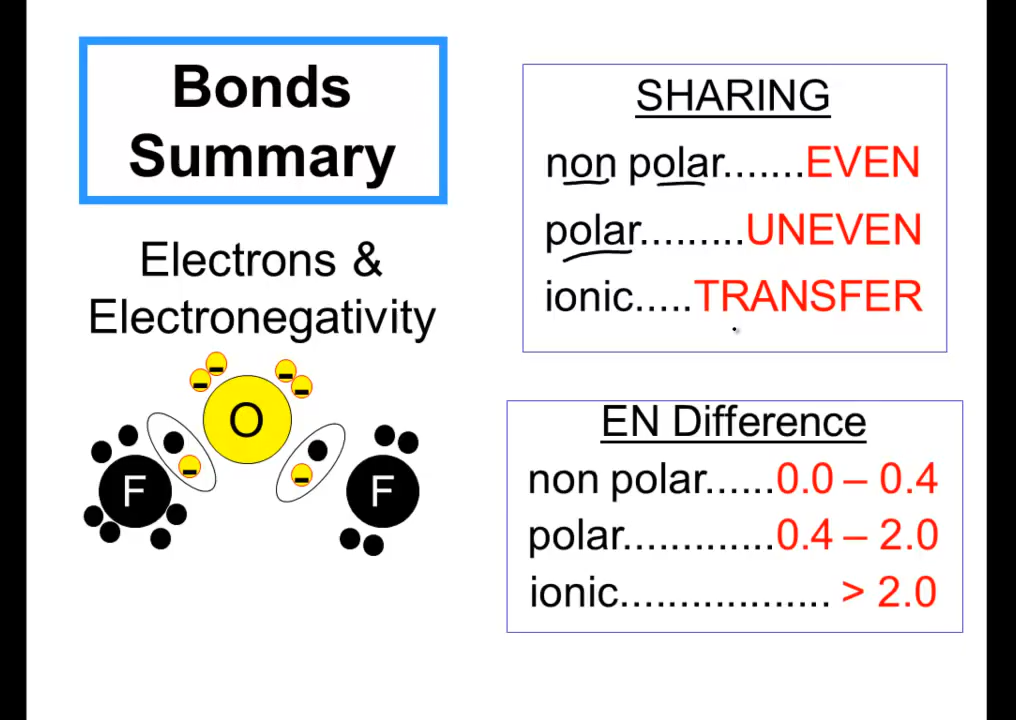 Bonds
Summary
Electrons &
Electronegativity
O
F
F
SHARING
non polar.......EVEN
polar.........UNEVEN
ionic.....TRANSFER
EN Difference
non polar......0.0 – 0.4
polar.............0.4 – 2.0
ionic.................. > 2.0